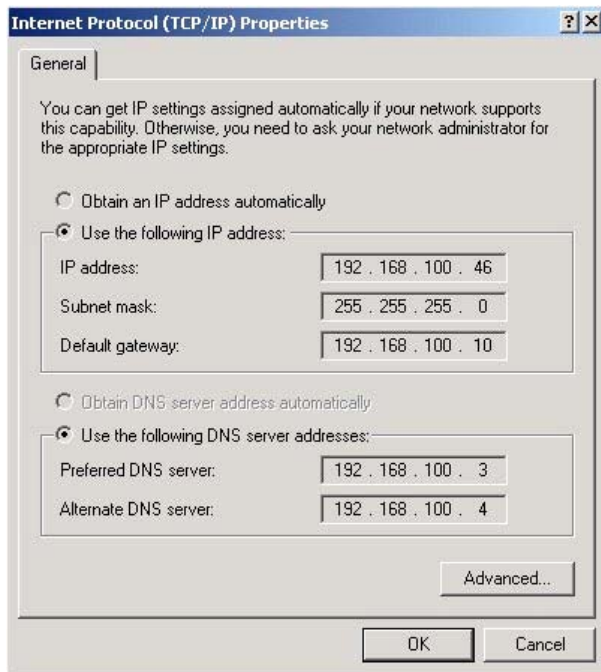 Internet Protocol (TCP/IP) Properties
General
You can get IP settings assigned automatically if your network supports
this capability. Otherwise, you need to ask your network administrator for
the appropriate IP settings.
Obtain an IP address automatically
Use the following IP address:
IP address: 192 . 168 . 100 . 46
Subnet mask: 255 . 255 . 255 . 0
Default gateway: 192 . 168 . 100 . 10
Obtain DNS server address automatically
Use the following DNS server addresses:
Preferred DNS server: 192 . 168 . 100 . 3
Alternate DNS server: 192 . 168 . 100 . 4
Advanced...
OK Cancel